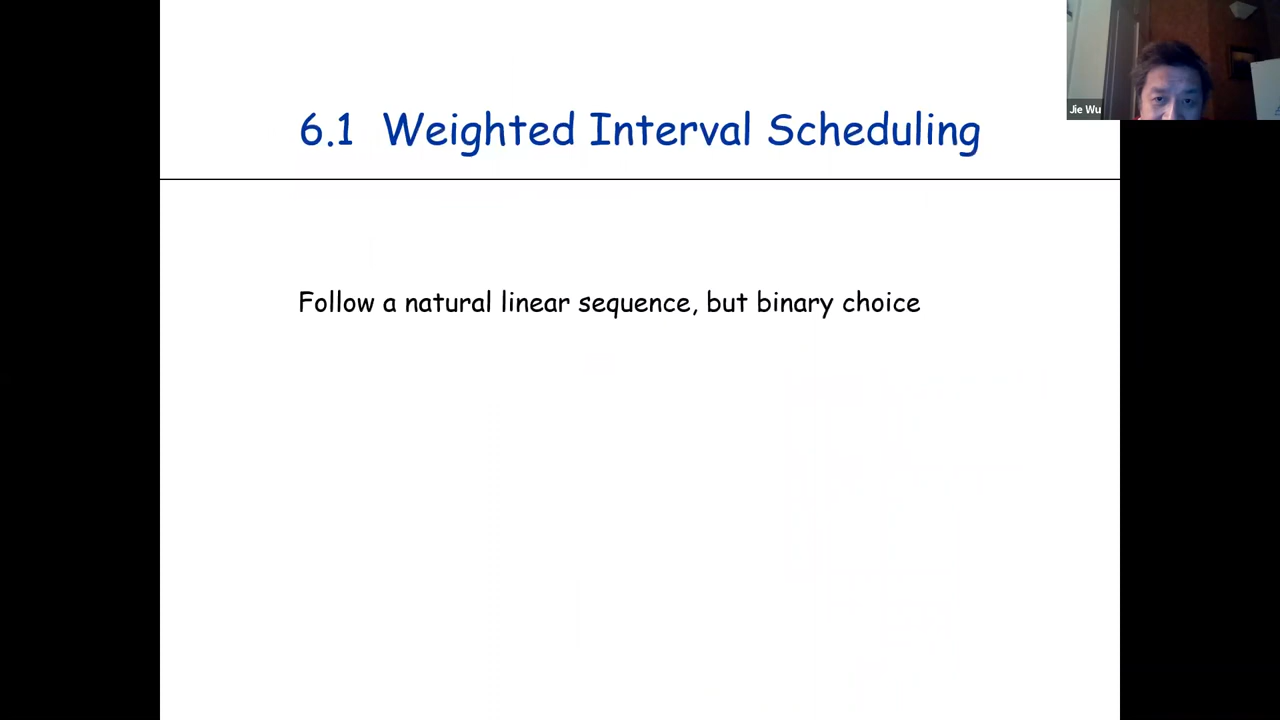 Jie Wu
6.1 Weighted Interval Scheduling
Follow a natural linear sequence, but binary choice